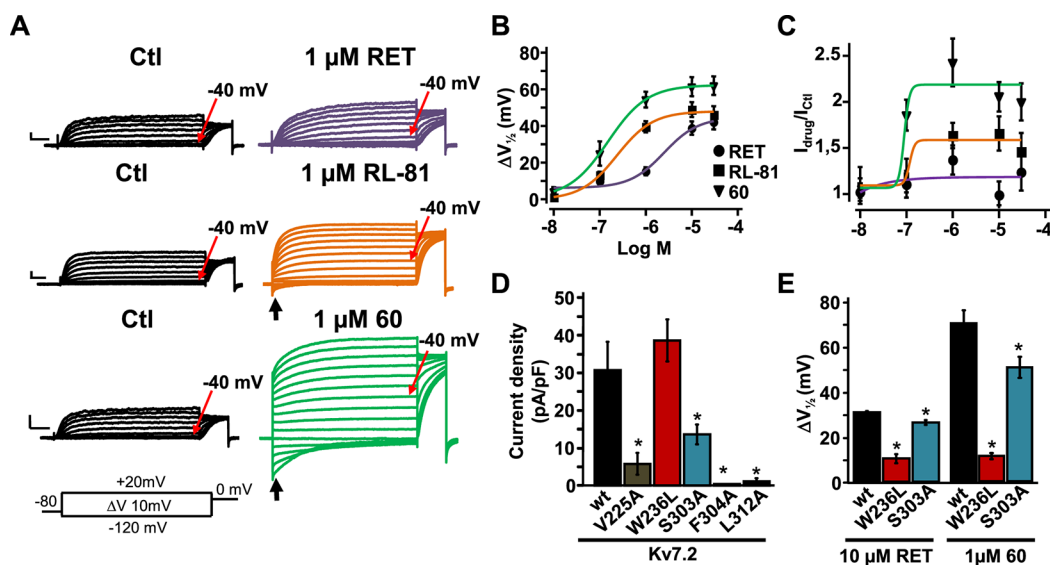 A
Ctl
1 µM RET
-40 mV
-40 mV
Ctl
1 µM RL-81
-40 mV
-40 mV
Ctl
1 µM 60
-40 mV
-40 mV
+20mV
-80
ΔV 10mV
0 mV
-120 mV
B
ΔV½ (mV)
80
60
40
20
0
-8 -7 -6 -5 -4
Log M
RET
RL-81
60
C
Idrug/ICtl
2.5
2
1.5
1
-8 -7 -6 -5 -4
D
Current density
(pA/pF)
50
40
30
20
10
0
* * * *
wt V225A W236L S303A F304A L312A
Kv7.2
E
ΔV½ (mV)
80
60
40
20
0
* * * *
wt W236L S303A wt W236L S303A
10 µM RET 1µM 60